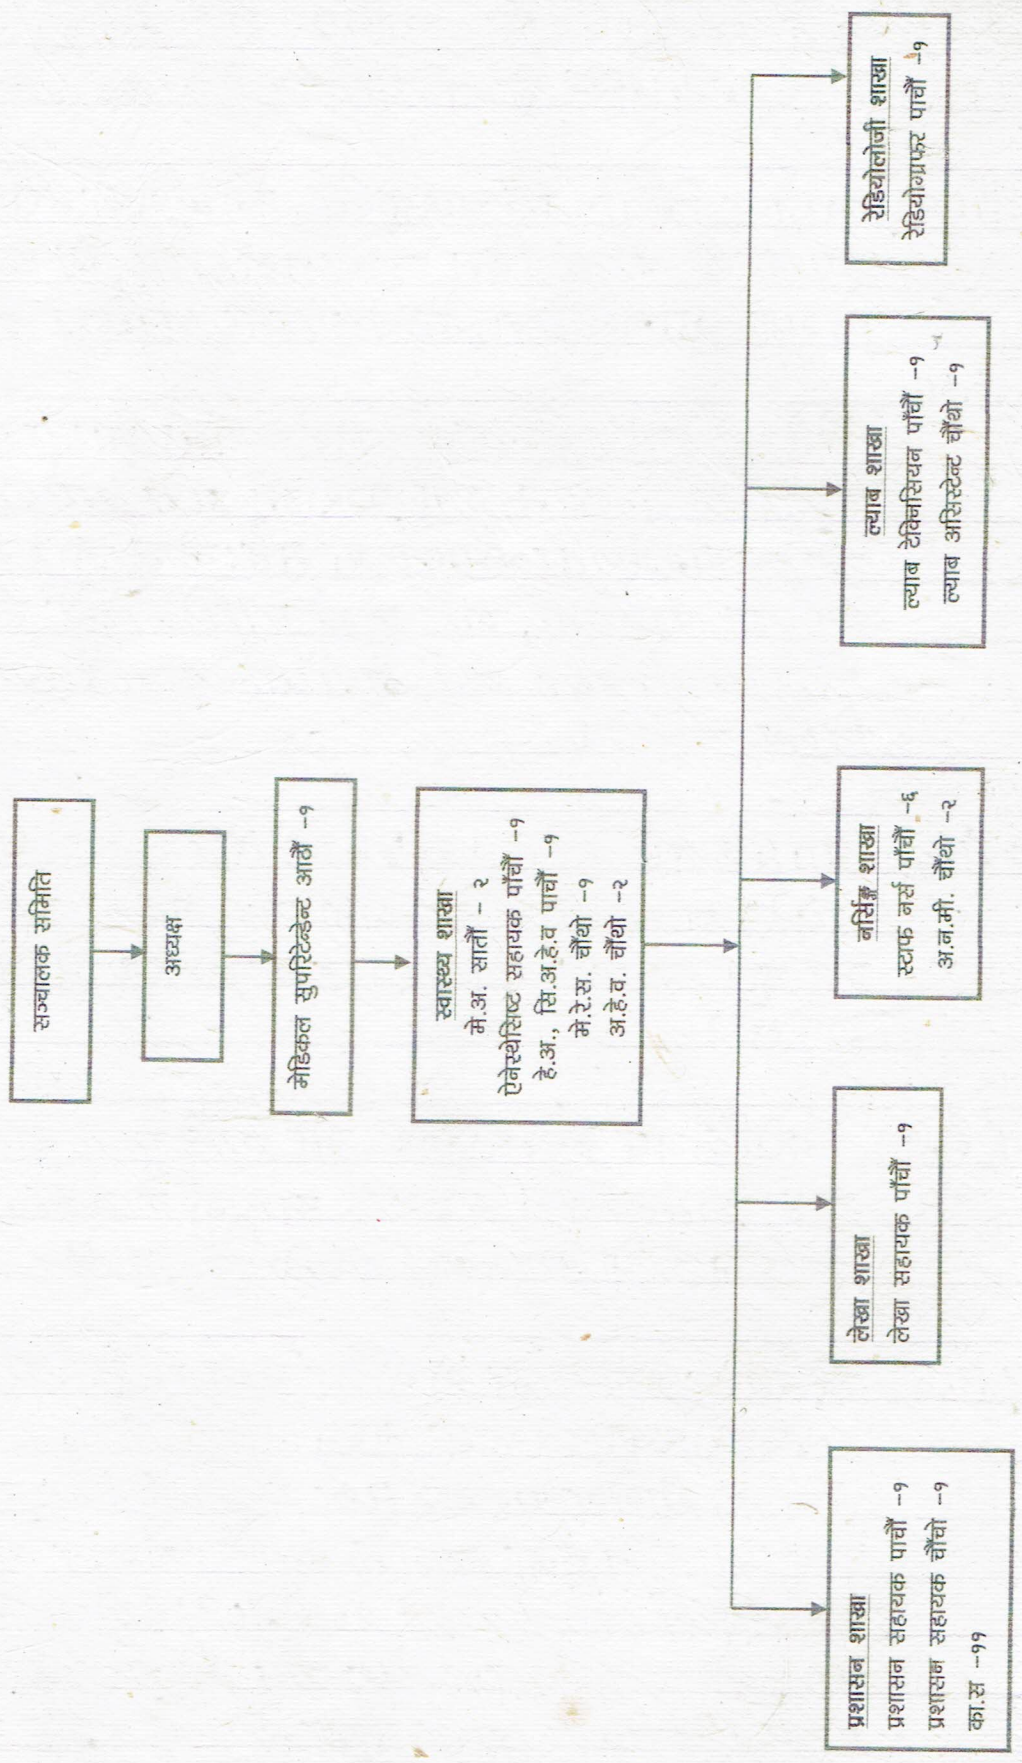 सञ्चालक समिति
अध्यक्ष
मेडिकल सुपरिटेन्डेन्ट आठौं -१
स्वास्थ्य शाखा
मे.अ. सातौं - २
ऐनेस्थेसिष्ट सहायक पाँचौं -१
हे.अ., सि.अ.हे.व पाचौं -१
मे.रे.स. चौंथो -१
अ.हे.व. चौंथो -२
प्रशासन शाखा
प्रशासन सहायक पाचौं -१
प्रशासन सहायक चौंथो -१
का.स -११
लेखा शाखा
लेखा सहायक पाँचौं -१
नर्सिङ्ग शाखा
स्टाफ नर्स पाँचौं -६
अ.न.मी. चौंथो -२
ल्याब शाखा
ल्याब टेक्निसियन पाँचौं -१
ल्याब असिस्टेन्ट चौंथो -१
रेडियोलोजी शाखा
रेडियोग्राफर पाचौं -१